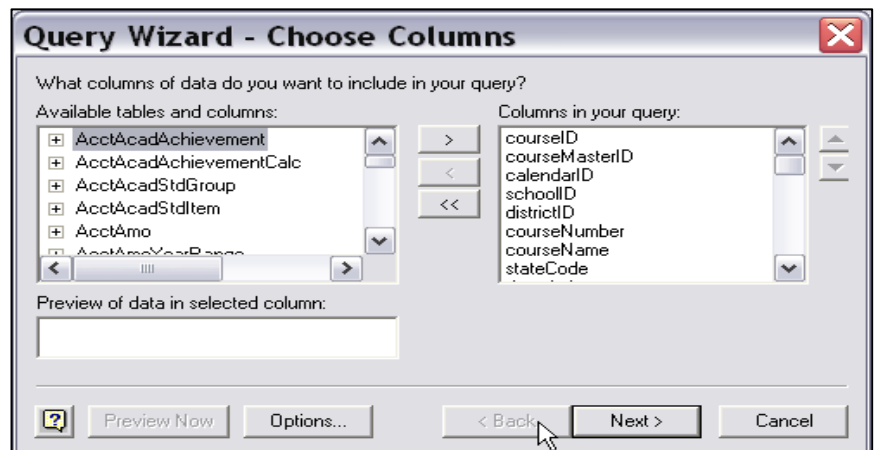 Query Wizard - Choose Columns
What columns of data do you want to include in your query?
Available tables and columns:
Columns in your query:
AcctAcadAchievement
AcctAcadAchievementCalc
AcctAcadStdGroup
AcctAcadStdItem
AcctAmo
AcctAmoYearRange
>
<
<<
courseID
courseMasterID
calendarID
schoolID
districtID
courseNumber
courseName
stateCode
Preview of data in selected column:
Preview Now
Options...
< Back
Next >
Cancel